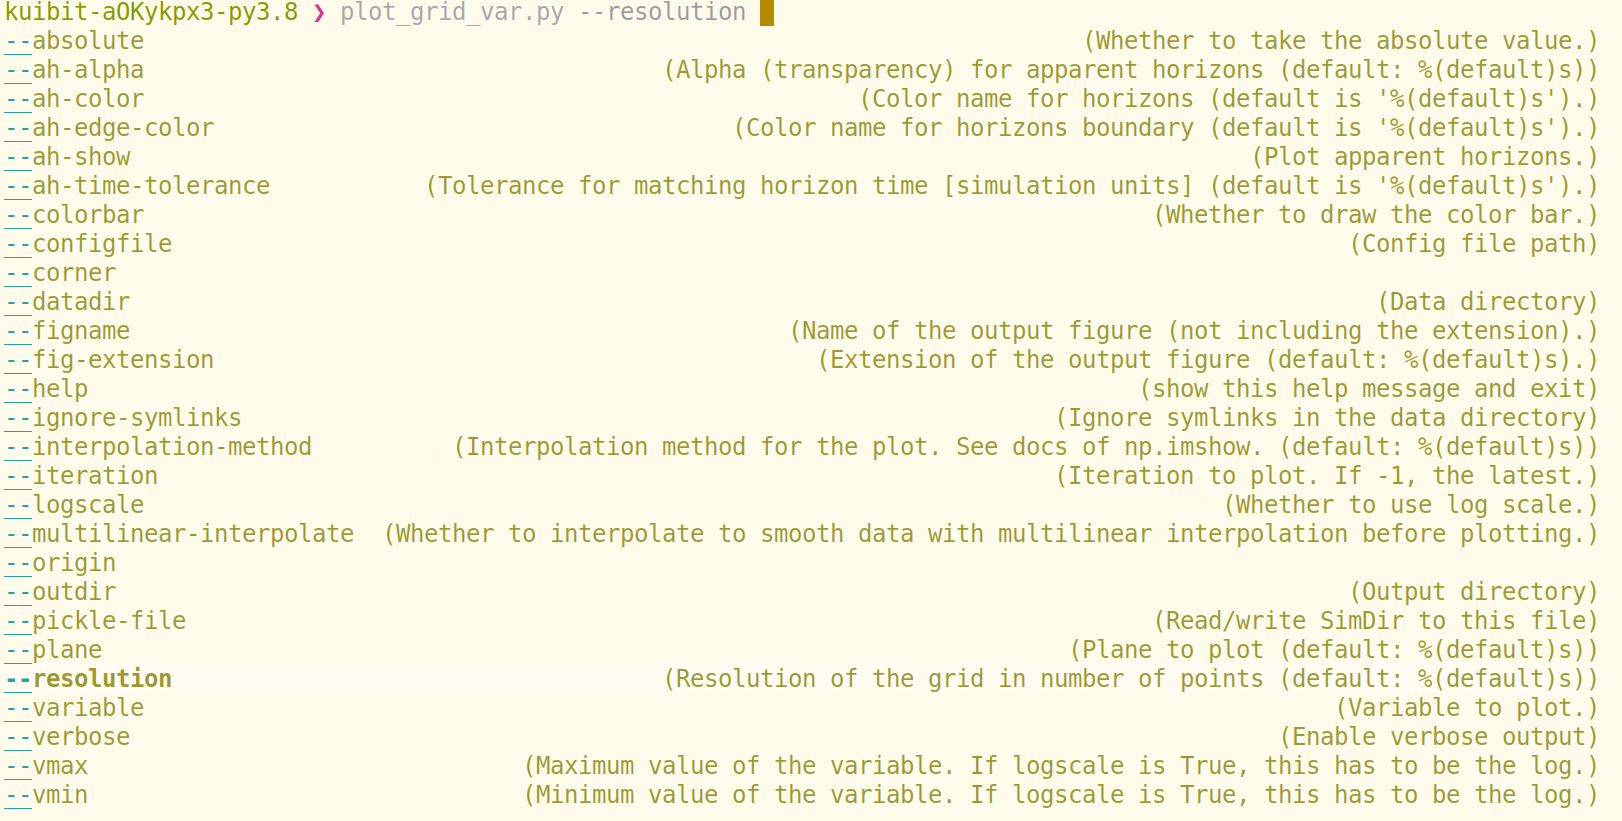 kuibit-aOKykpx3-py3.8 ❯ plot_grid_var.py --resolution
--absolute (Whether to take the absolute value.)
--ah-alpha (Alpha (transparency) for apparent horizons (default: %(default)s))
--ah-color (Color name for horizons (default is '%(default)s').)
--ah-edge-color (Color name for horizons boundary (default is '%(default)s').)
--ah-show (Plot apparent horizons.)
--ah-time-tolerance (Tolerance for matching horizon time [simulation units] (default is '%(default)s').)
--colorbar (Whether to draw the color bar.)
--configfile (Config file path)
--corner
--datadir (Data directory)
--figname (Name of the output figure (not including the extension).)
--fig-extension (Extension of the output figure (default: %(default)s).)
--help (show this help message and exit)
--ignore-symlinks (Ignore symlinks in the data directory)
--interpolation-method (Interpolation method for the plot. See docs of np.imshow. (default: %(default)s))
--iteration (Iteration to plot. If -1, the latest.)
--logscale (Whether to use log scale.)
--multilinear-interpolate (Whether to interpolate to smooth data with multilinear interpolation before plotting.)
--origin
--outdir (Output directory)
--pickle-file (Read/write SimDir to this file)
--plane (Plane to plot (default: %(default)s))
--resolution (Resolution of the grid in number of points (default: %(default)s))
--variable (Variable to plot.)
--verbose (Enable verbose output)
--vmax (Maximum value of the variable. If logscale is True, this has to be the log.)
--vmin (Minimum value of the variable. If logscale is True, this has to be the log.)